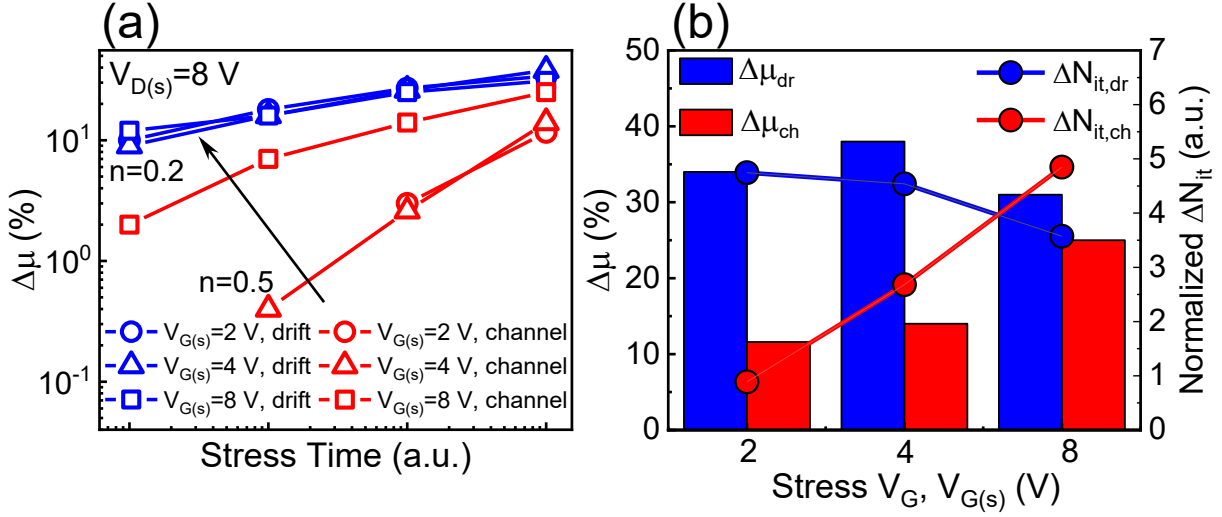 (a)
V_D(s)=8 V
n=0.2
n=0.5
10^1
10^0
10^-1
Δμ (%)
V_G(s)=2 V, drift
V_G(s)=4 V, drift
V_G(s)=8 V, drift
V_G(s)=2 V, channel
V_G(s)=4 V, channel
V_G(s)=8 V, channel
Stress Time (a.u.)
(b)
Δμ_dr
Δμ_ch
ΔN_it,dr
ΔN_it,ch
50
40
30
20
10
0
Δμ (%)
7
6
5
4
3
2
1
0
Normalized ΔN_it (a.u.)
2 4 8
Stress V_G, V_G(s) (V)